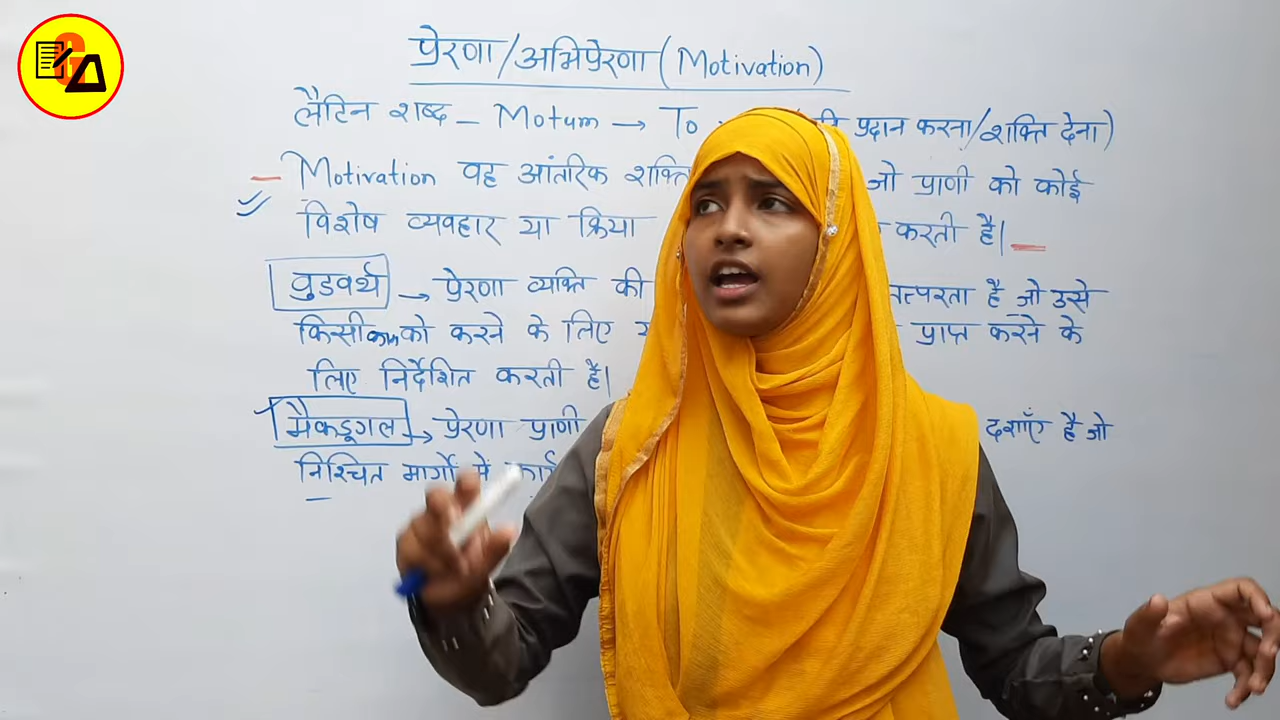 प्रेरणा/अभिप्रेरणा (Motivation)
लैटिन शब्द - Motum → To प्रदान करना/शक्ति देना)
- Motivation वह आंतरिक शक्ति जो प्राणी को कोई
विशेष व्यवहार या क्रिया करती है। -
वुडवर्थ → प्रेरणा व्यक्ति की तत्परता है जो उसे
किसी काम को करने के लिए प्राप्त करने के
लिए निर्देशित करती है।
मैकडूगल → प्रेरणा प्राणी दशाएँ है जो
निश्चित मार्गों में